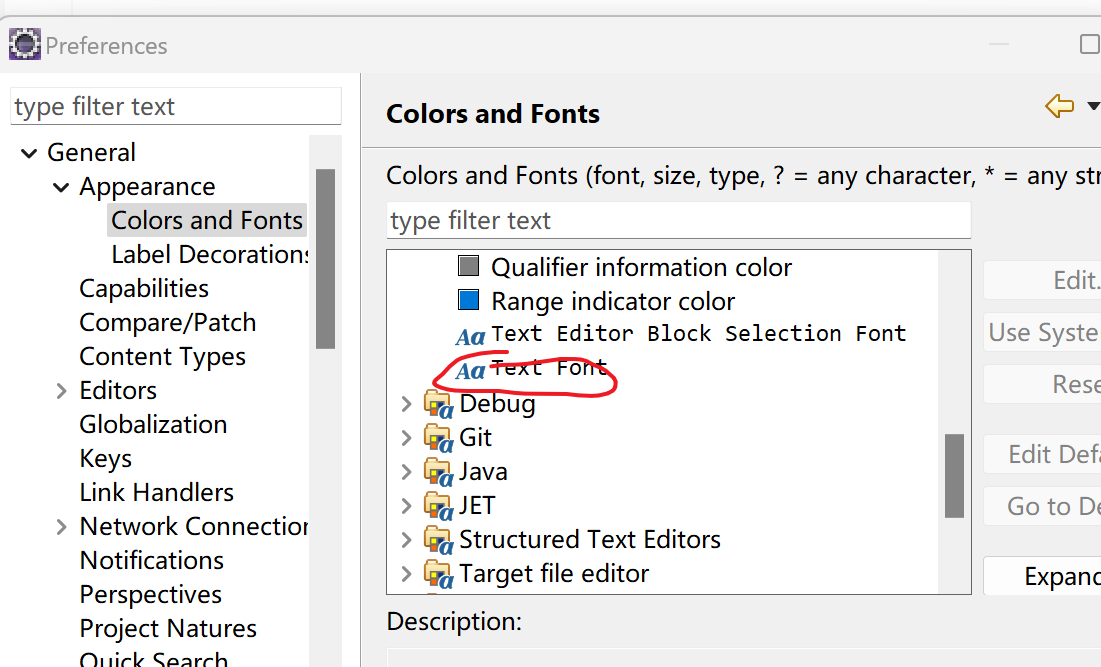 Preferences
type filter text
General
Appearance
Colors and Fonts
Label Decorations
Capabilities
Compare/Patch
Content Types
Editors
Globalization
Keys
Link Handlers
Network Connection
Notifications
Perspectives
Project Natures
Quick Search
Colors and Fonts
Colors and Fonts (font, size, type, ? = any character, * = any str
type filter text
Qualifier information color
Range indicator color
Aa Text Editor Block Selection Font
Aa Text Font
Debug
Git
Java
JET
Structured Text Editors
Target file editor
Edit.
Use Syste
Rese
Edit Defa
Go to De
Expand
Description: